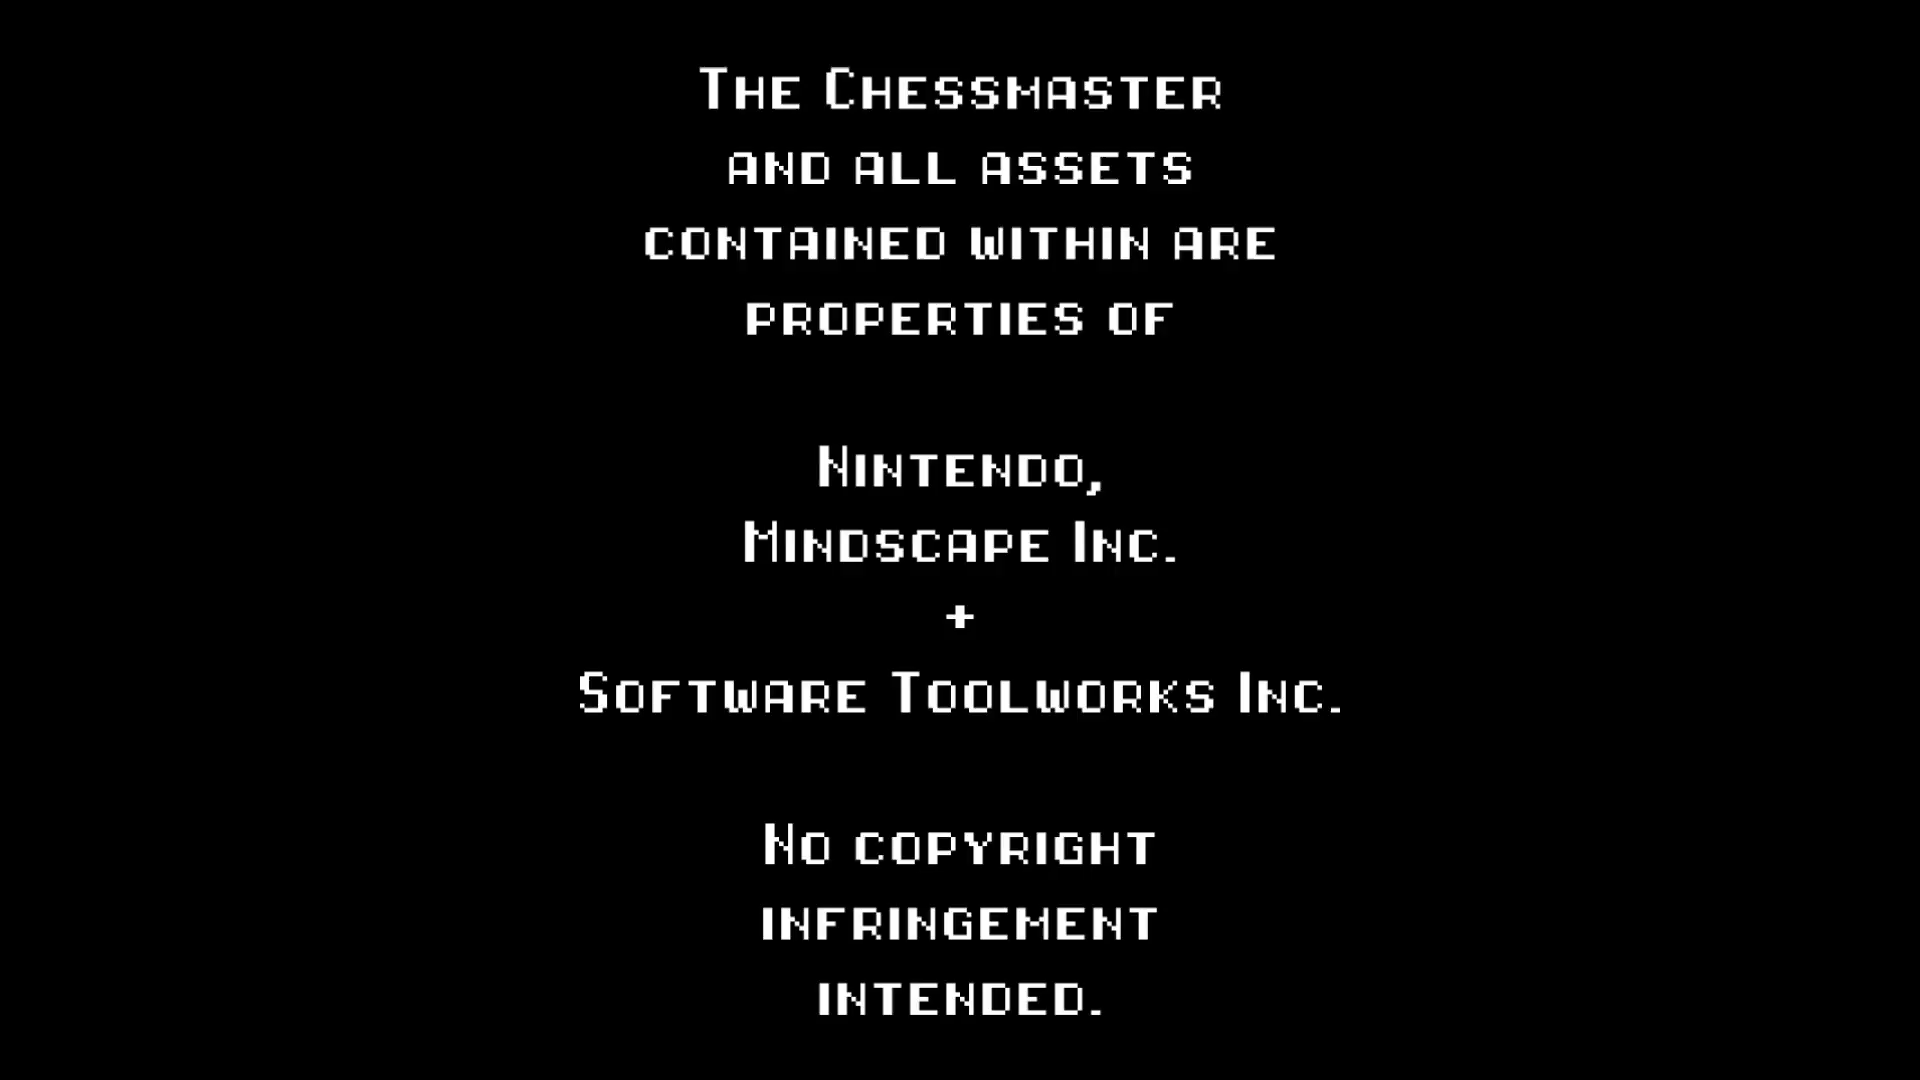 The Chessmaster
and all assets
contained within are
properties of
Nintendo,
Mindscape Inc.
+
Software Toolworks Inc.
No copyright
infringement
intended.